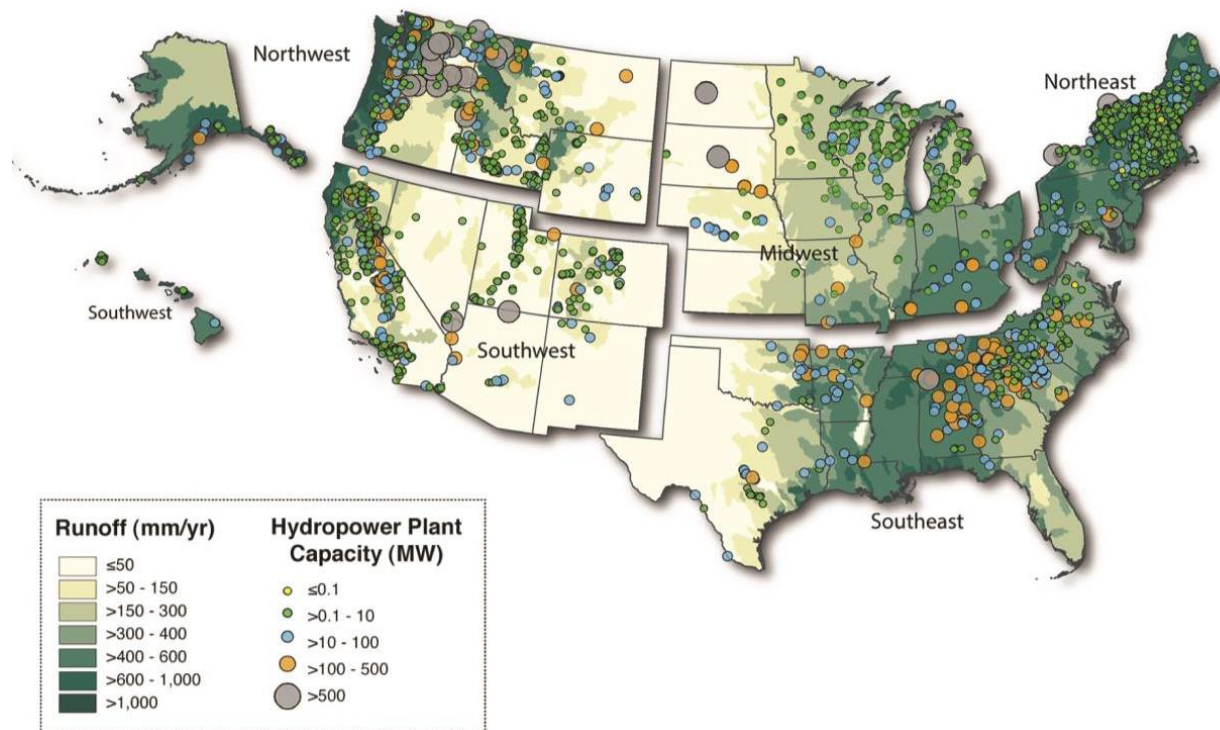 Northwest
Northeast
Midwest
Southwest
Southwest
Southeast
Runoff (mm/yr)
≤50
>50 - 150
>150 - 300
>300 - 400
>400 - 600
>600 - 1,000
>1,000
Hydropower Plant
Capacity (MW)
≤0.1
>0.1 - 10
>10 - 100
>100 - 500
>500